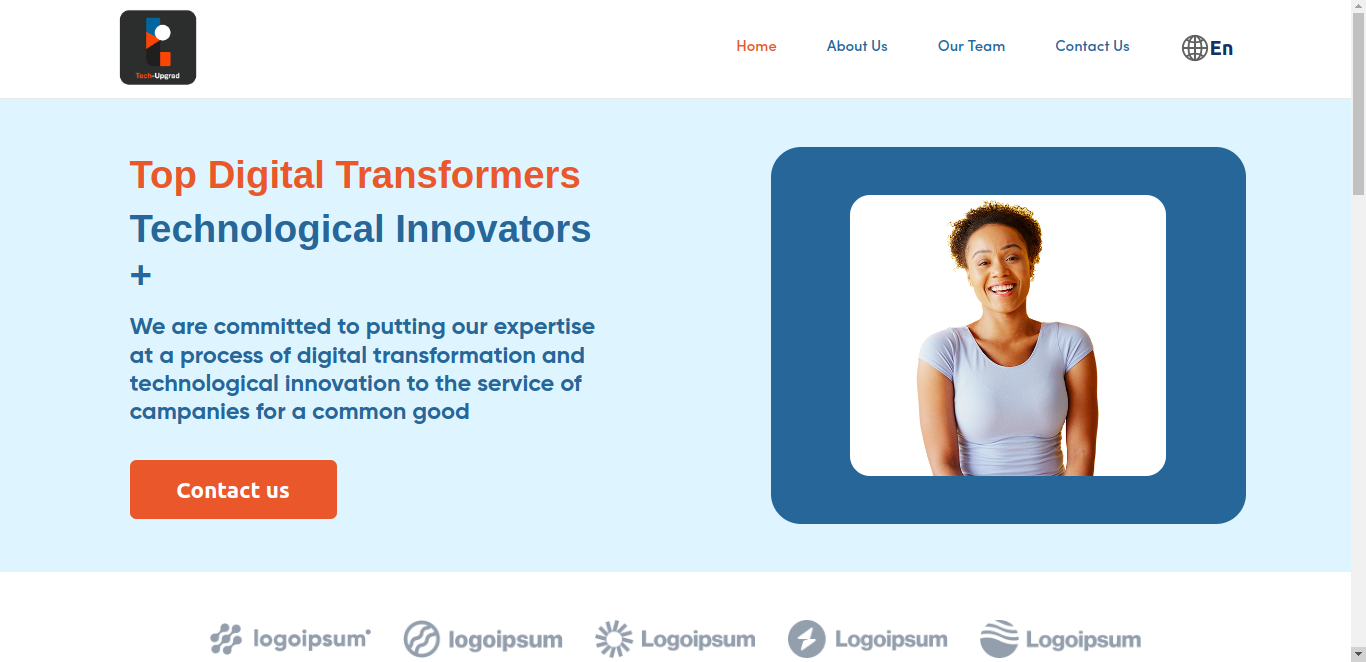 Tech-Upgrad
Home
About Us
Our Team
Contact Us
En
Top Digital Transformers
Technological Innovators
+
We are committed to putting our expertise
at a process of digital transformation and
technological innovation to the service of
campanies for a common good
Contact us
logoipsum
logoipsum
Logoipsum
Logoipsum
Logoipsum